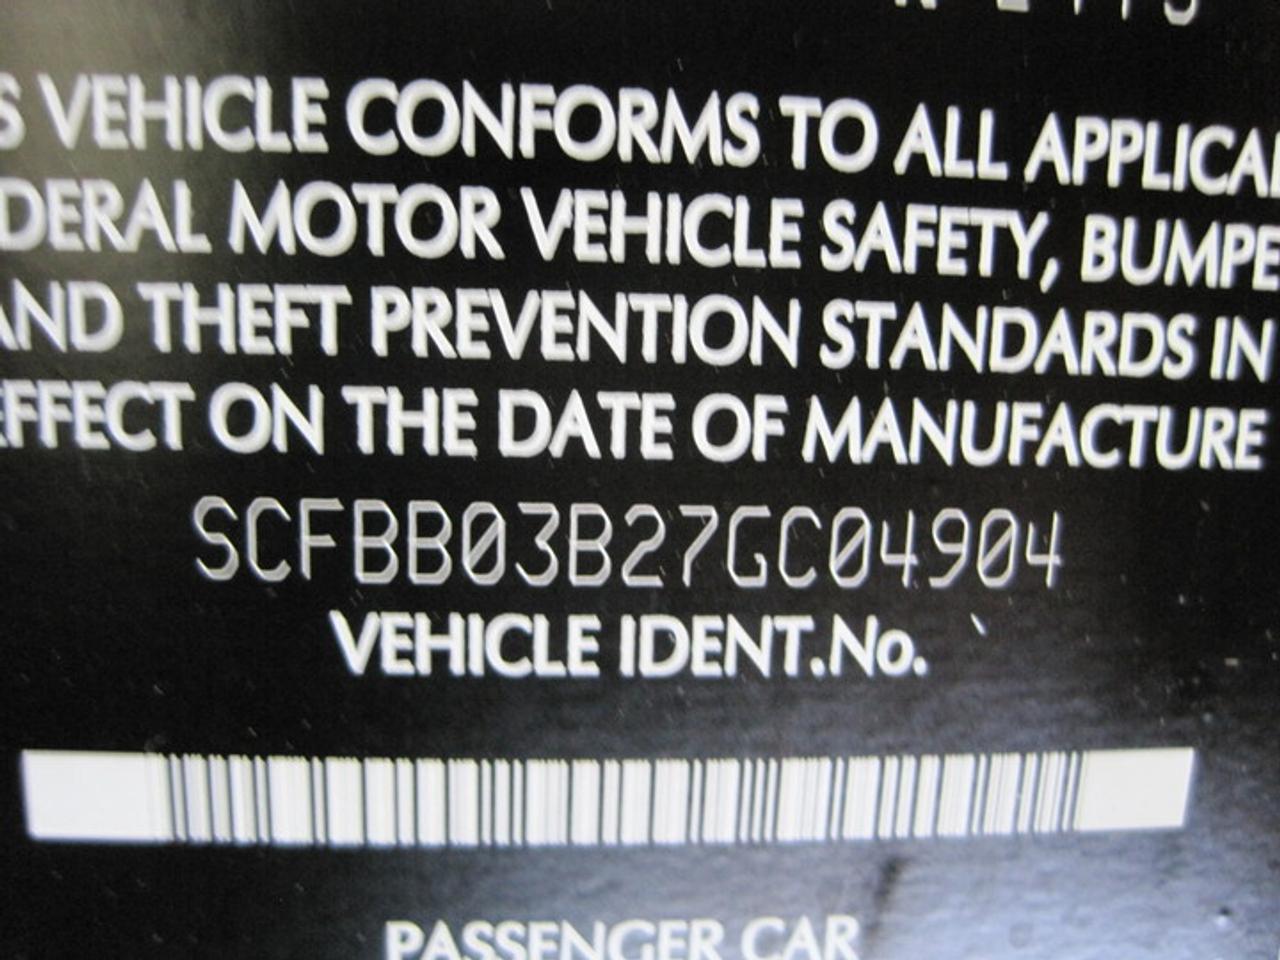 S VEHICLE CONFORMS TO ALL APPLICA
DERAL MOTOR VEHICLE SAFETY, BUMPE
AND THEFT PREVENTION STANDARDS IN
EFFECT ON THE DATE OF MANUFACTURE
SCFBB03B27GC04904
VEHICLE IDENT.No.
PASSENGER CAR